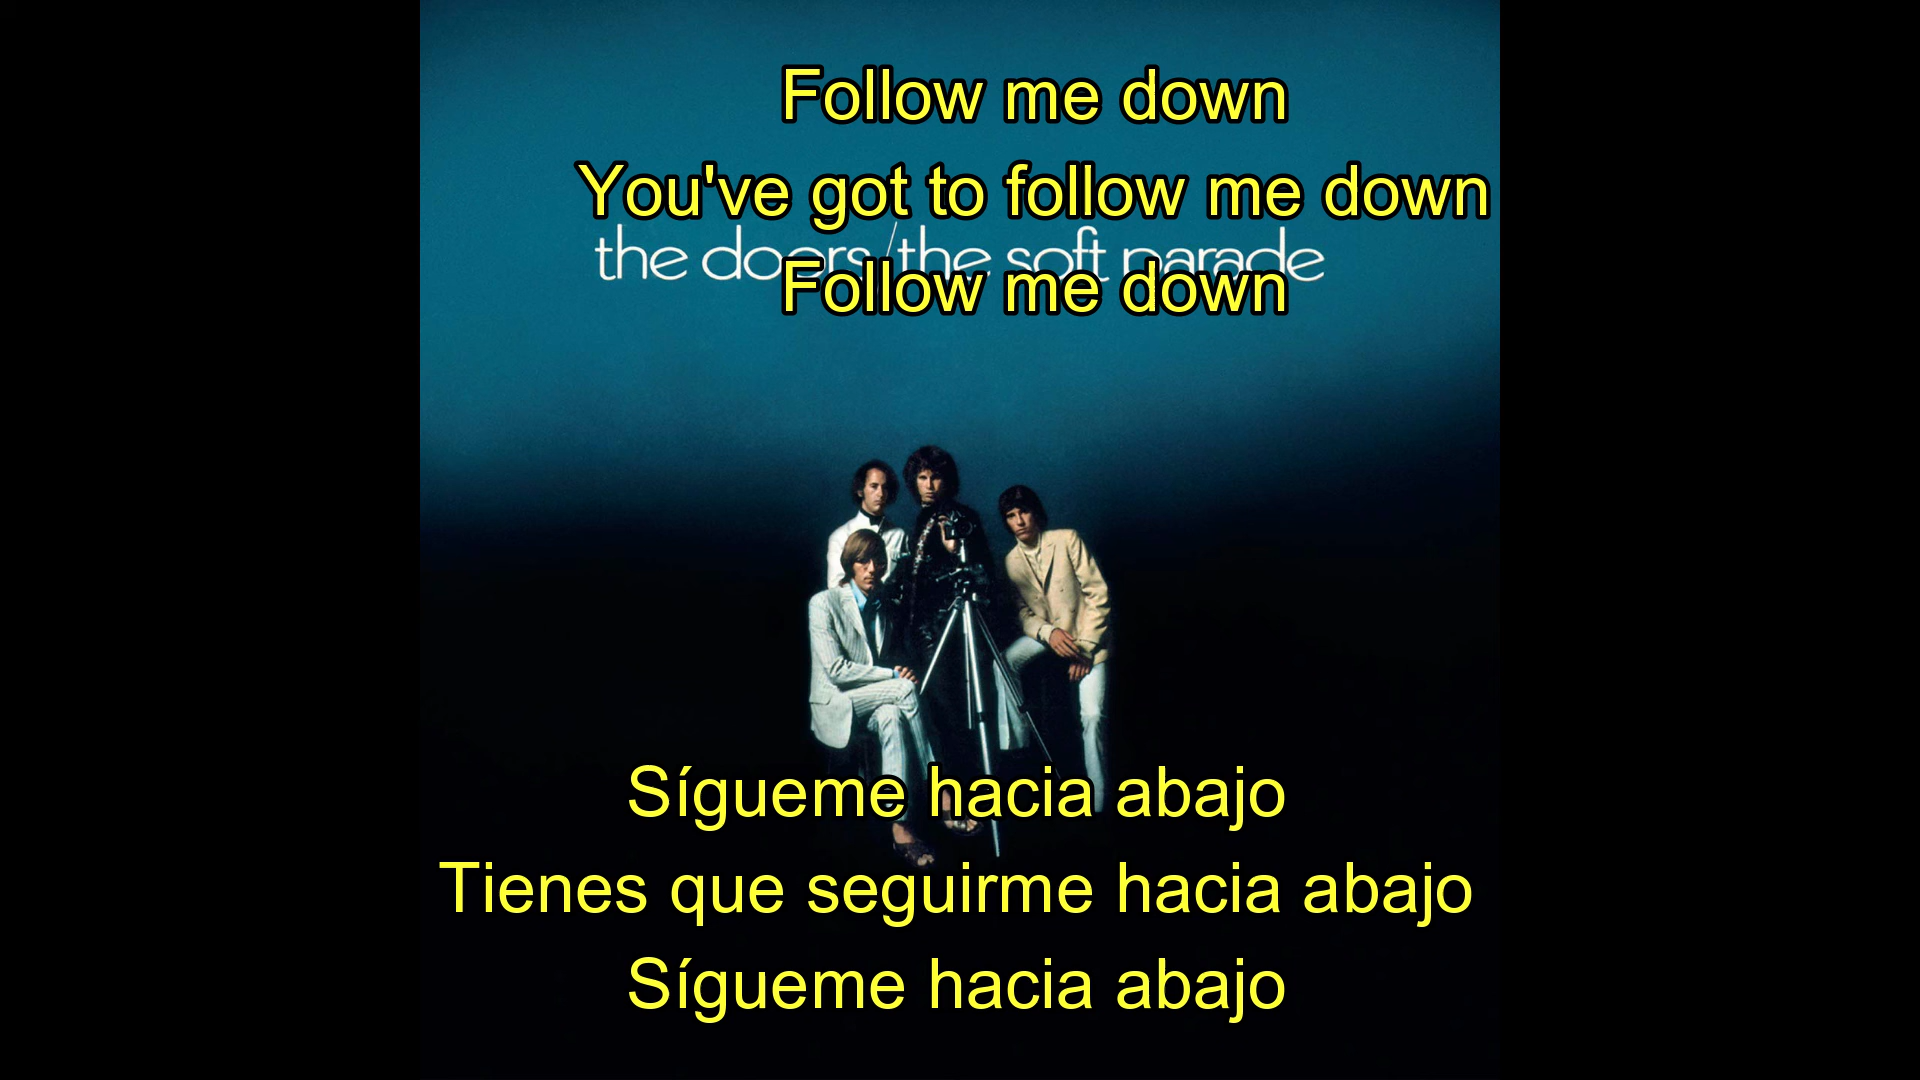 Follow me down
You've got to follow me down
the doors/the soft parade
Follow me down
Sígueme hacia abajo
Tienes que seguirme hacia abajo
Sígueme hacia abajo